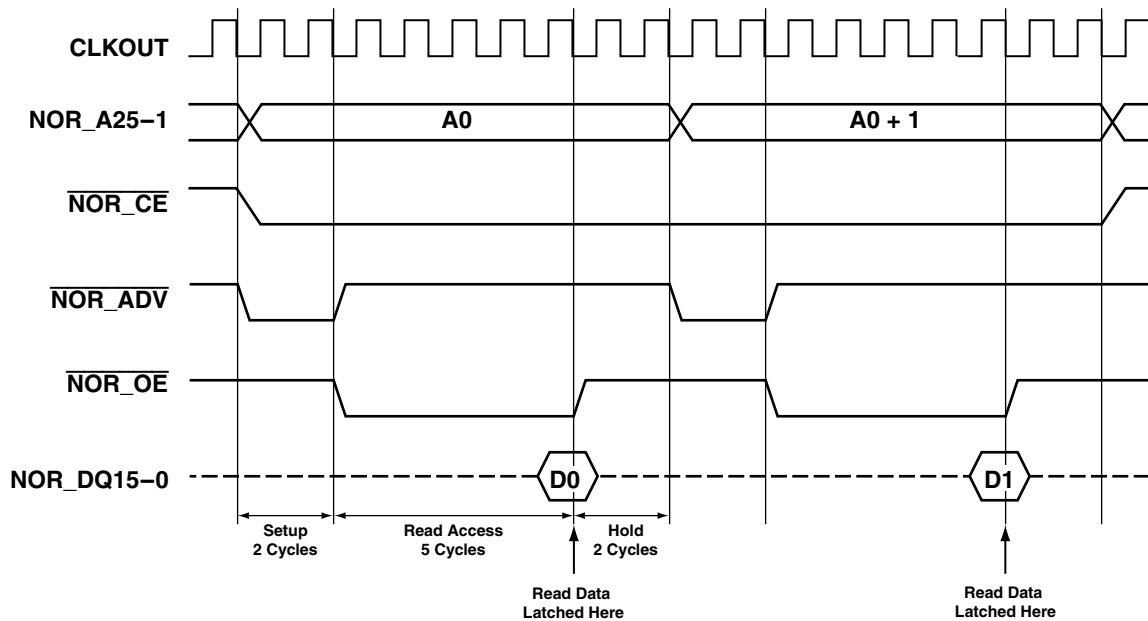 CLKOUT
NOR_A25–1
A0
A0 + 1
NOR_CE
NOR_ADV
NOR_OE
NOR_DQ15–0
D0
D1
Setup
2 Cycles
Read Access
5 Cycles
Hold
2 Cycles
Read Data
Latched Here
Read Data
Latched Here